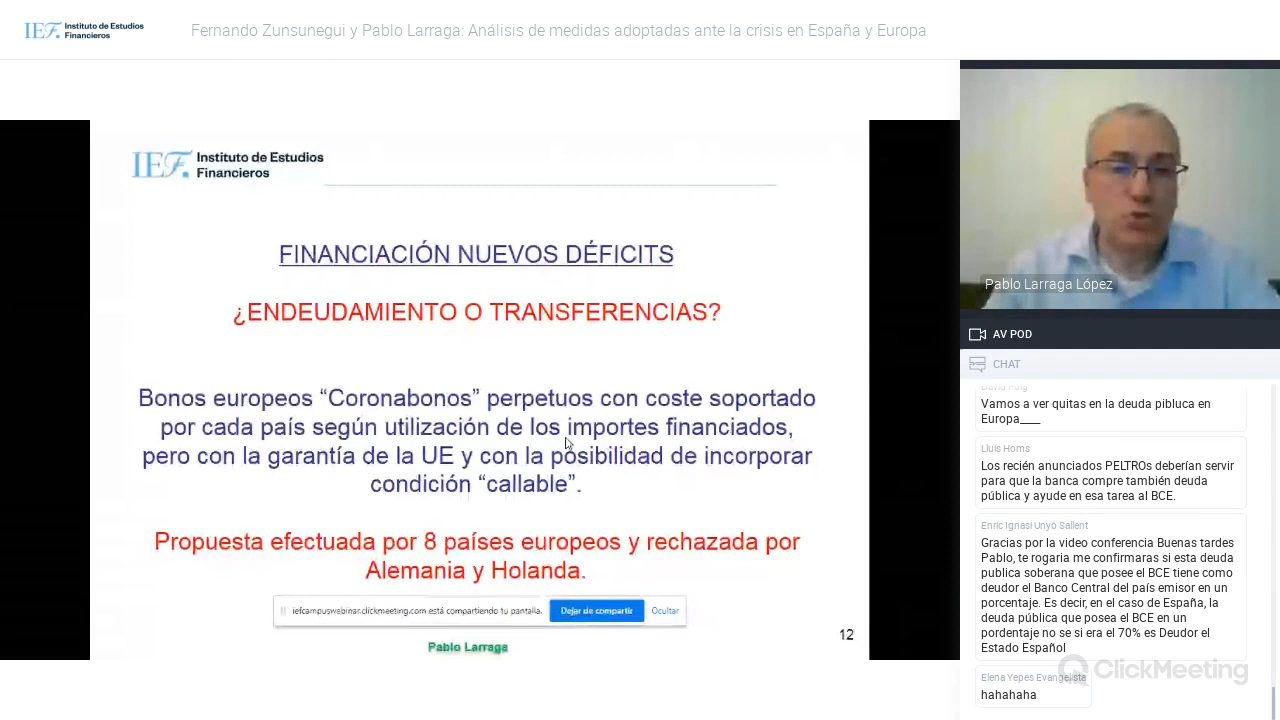 IEF. Instituto de Estudios
Financieros
Fernando Zunsunegui y Pablo Larraga: Análisis de medidas adoptadas ante la crisis en España y Europa
IEF. Instituto de Estudios
Financieros
FINANCIACIÓN NUEVOS DÉFICITS
¿ENDEUDAMIENTO O TRANSFERENCIAS?
Bonos europeos “Coronabonos” perpetuos con coste soportado
por cada país según utilización de los importes financiados,
pero con la garantía de la UE y con la posibilidad de incorporar
condición “callable”.
Propuesta efectuada por 8 países europeos y rechazada por
Alemania y Holanda.
iefcampuswebinar.clickmeeting.com está compartiendo tu pantalla.
Dejar de compartir
Ocultar
Pablo Larraga
12
Pablo Larraga López
AV POD
CHAT
David Puig
Vamos a ver quitas en la deuda pibluca en
Europa____
Lluís Homs
Los recién anunciados PELTROs deberían servir
para que la banca compre también deuda
pública y ayude en esa tarea al BCE.
Enric Ignasi Unyó Sallent
Gracias por la video conferencia Buenas tardes
Pablo, te rogaria me confirmaras si esta deuda
publica soberana que posee el BCE tiene como
deudor el Banco Central del país emisor en un
porcentaje. Es decir, en el caso de España, la
deuda pública que posea el BCE en un
pordentaje no se si era el 70% es Deudor el
Estado Español
Elena Yepes Evangelista
hahahaha
ClickMeeting